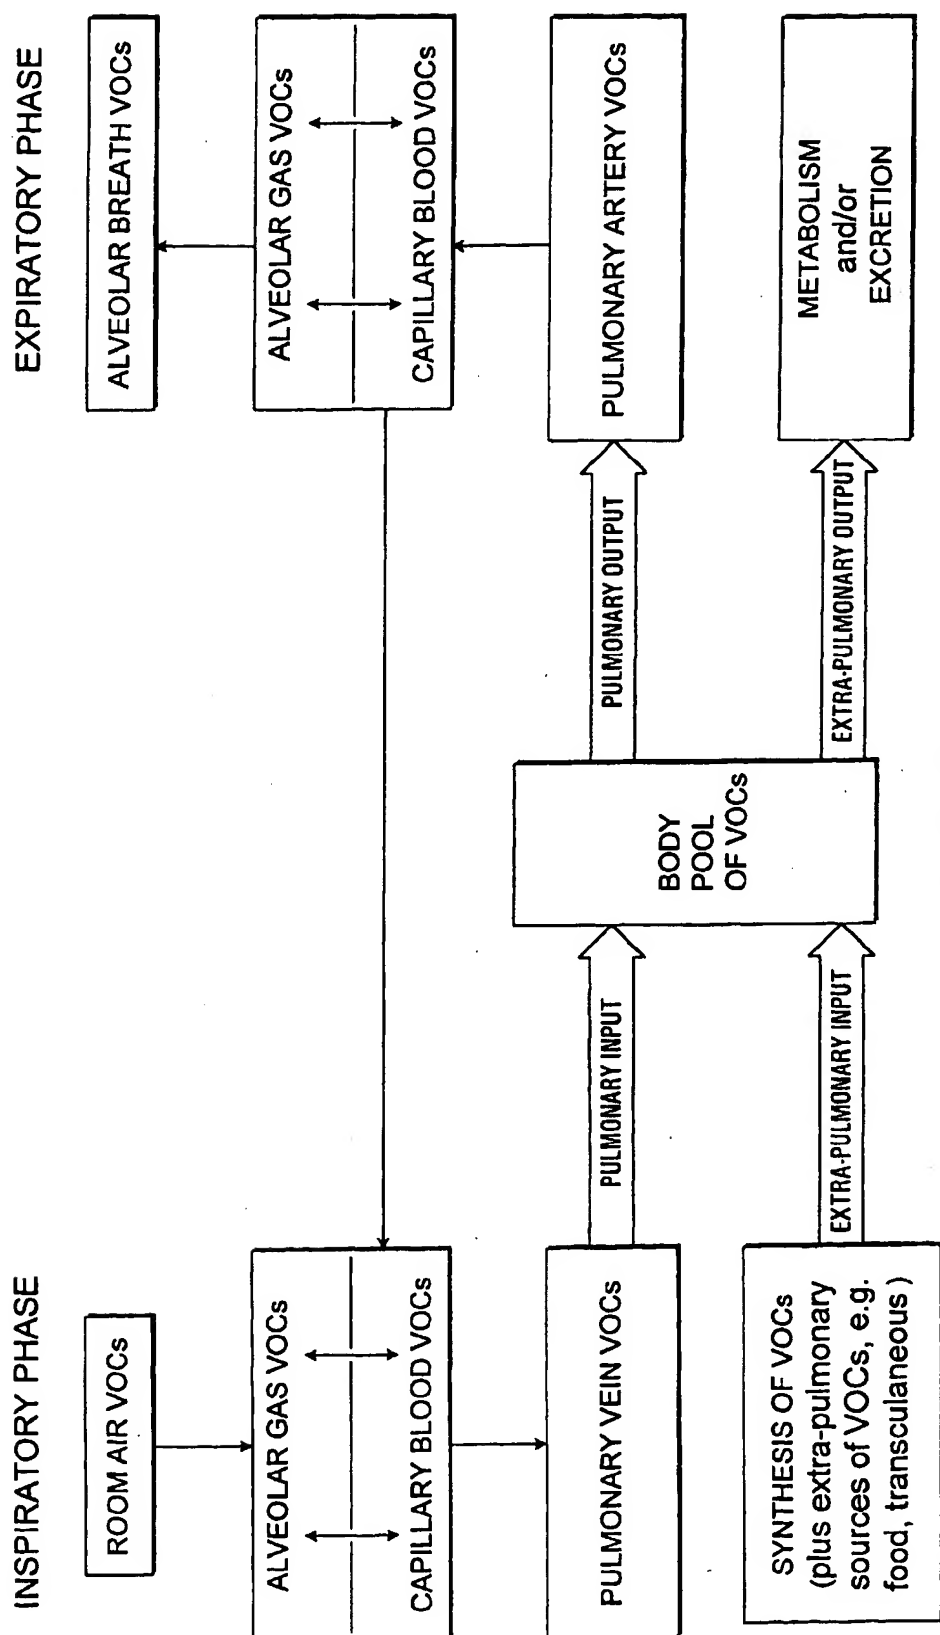 INSPIRATORY PHASE
EXPIRATORY PHASE
ROOM AIR VOCs
ALVEOLAR BREATH VOCs
ALVEOLAR GAS VOCs
CAPILLARY BLOOD VOCs
ALVEOLAR GAS VOCs
CAPILLARY BLOOD VOCs
PULMONARY VEIN VOCs
PULMONARY INPUT
BODY
POOL
OF VOCs
PULMONARY OUTPUT
PULMONARY ARTERY VOCs
SYNTHESIS OF VOCs
(plus extra-pulmonary
sources of VOCs, e.g.
food, transculaneous )
EXTRA-PULMONARY INPUT
EXTRA-PULMONARY OUTPUT
METABOLISM
and/or
EXCRETION